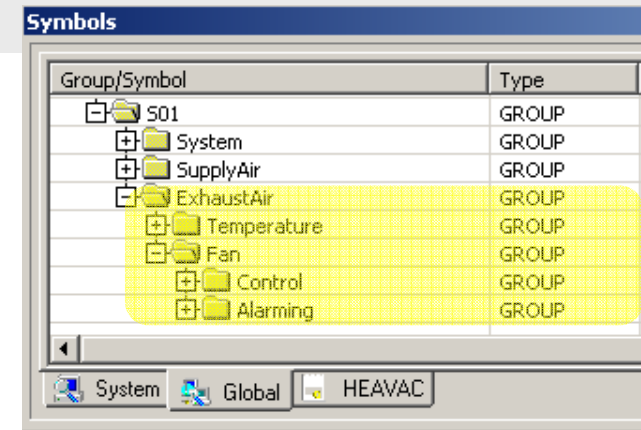 Symbols
Group/Symbol Type
S01 GROUP
System GROUP
SupplyAir GROUP
ExhaustAir GROUP
Temperature GROUP
Fan GROUP
Control GROUP
Alarming GROUP
System Global HEAVAC